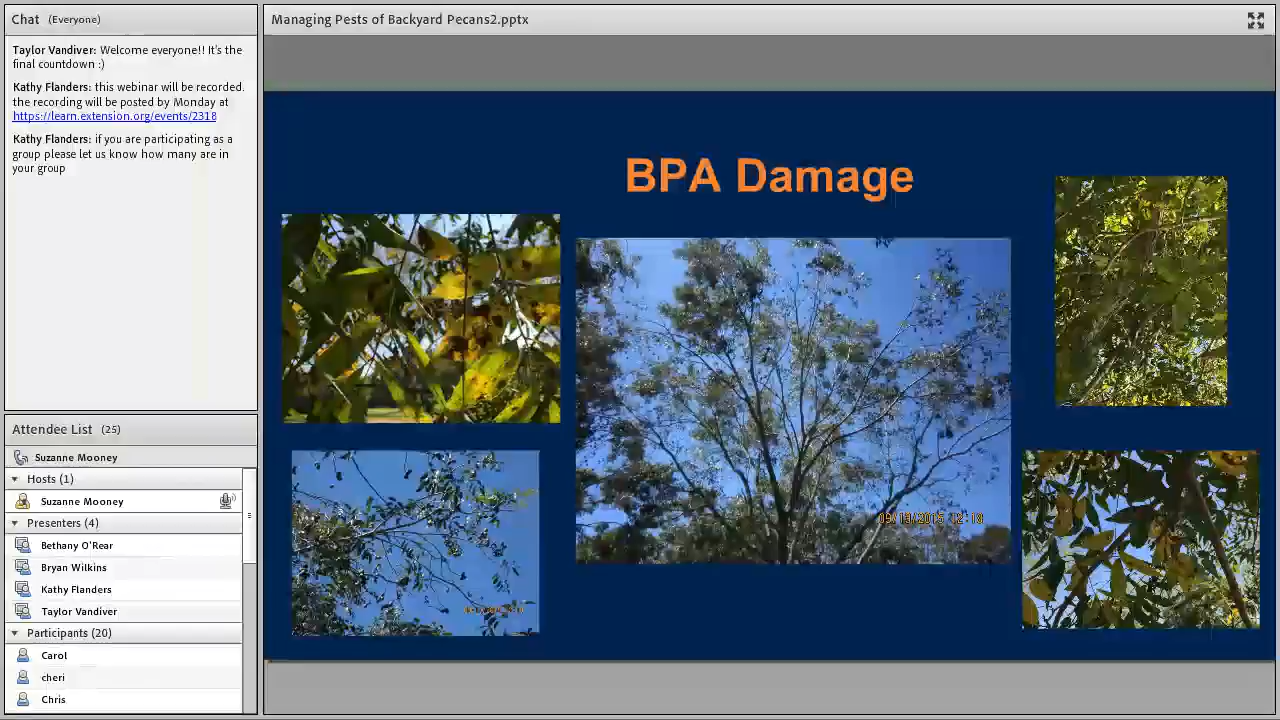 Chat (Everyone)
Taylor Vandiver: Welcome everyone!! It's the
final countdown :)
Kathy Flanders: this webinar will be recorded.
the recording will be posted by Monday at
https://learn.extension.org/events/2318
Kathy Flanders: if you are participating as a
group please let us know how many are in
your group
Attendee List (25)
Suzanne Mooney
Hosts (1)
Suzanne Mooney
Presenters (4)
Bethany O'Rear
Bryan Wilkins
Kathy Flanders
Taylor Vandiver
Participants (20)
Carol
cheri
Chris
Managing Pests of Backyard Pecans2.pptx
BPA Damage